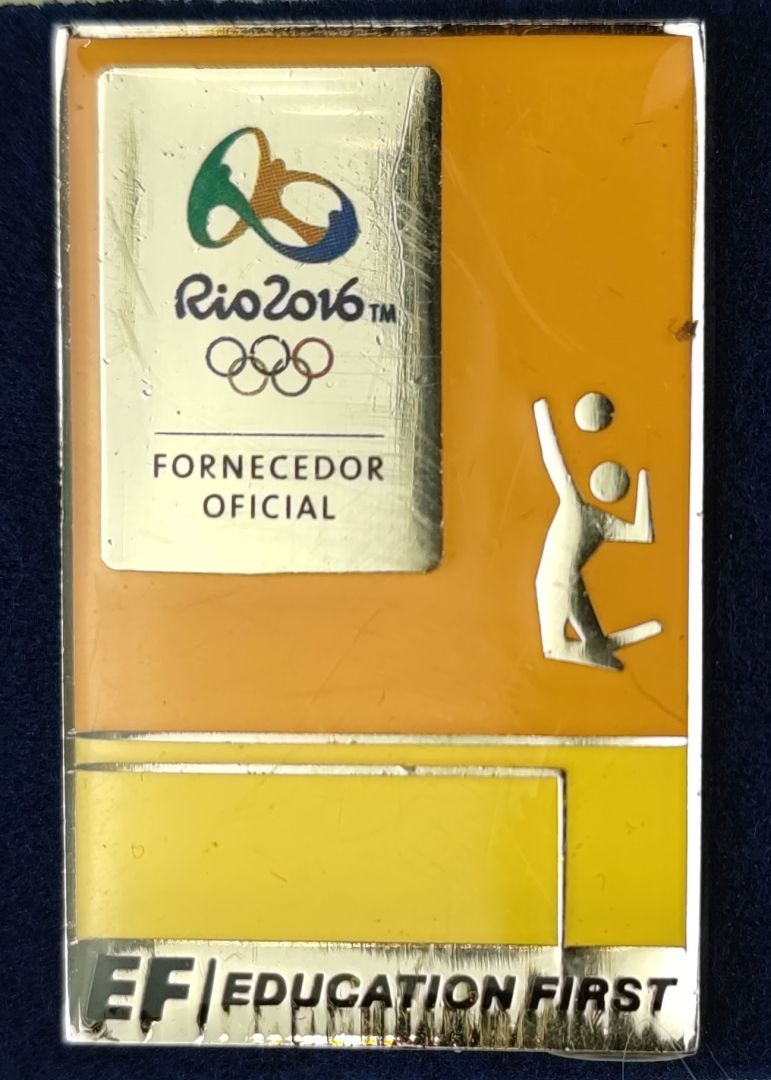 Rio2016™
FORNECEDOR
OFICIAL
EF | EDUCATION FIRST